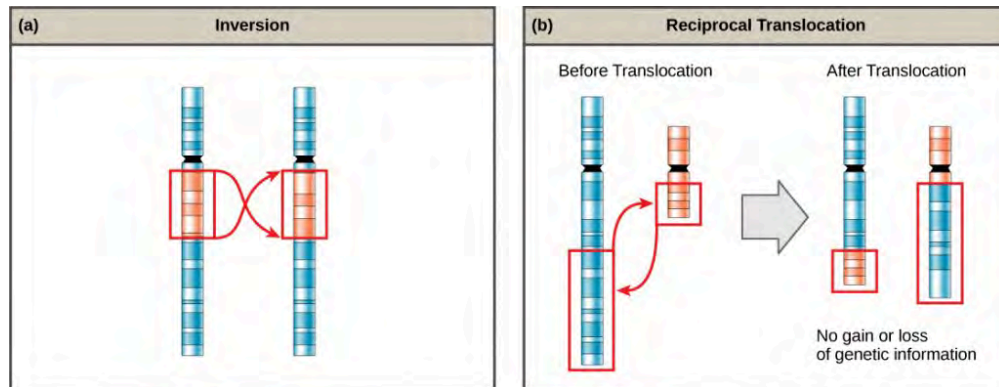 (a)
Inversion
(b)
Reciprocal Translocation
Before Translocation
After Translocation
No gain or loss
of genetic information